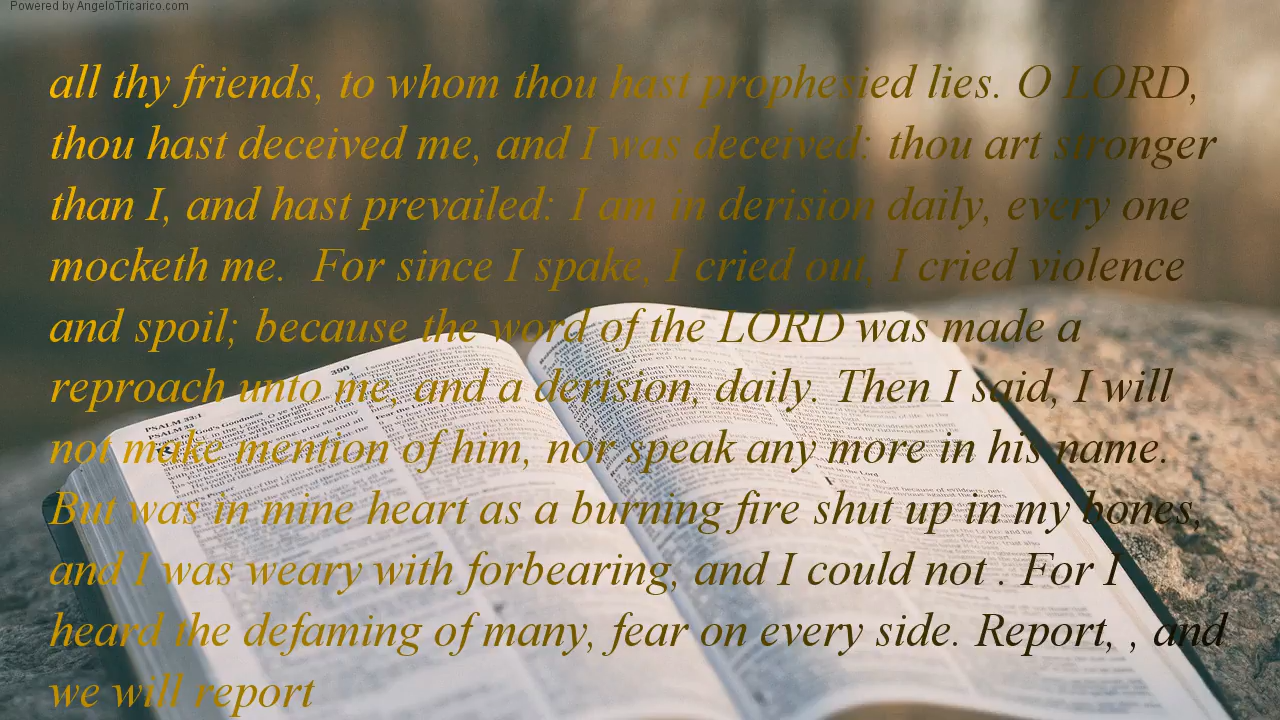 Powered by AngeloTricarico.com
all thy friends, to whom thou hast prophesied lies. O LORD,
thou hast deceived me, and I was deceived: thou art stronger
than I, and hast prevailed: I am in derision daily, every one
mocketh me.  For since I spake, I cried out, I cried violence
and spoil; because the word of the LORD was made a
reproach unto me, and a derision, daily. Then I said, I will
not make mention of him, nor speak any more in his name.
But was in mine heart as a burning fire shut up in my bones,
and I was weary with forbearing, and I could not . For I
heard the defaming of many, fear on every side. Report, , and
we will report
390
PSALM 33:1